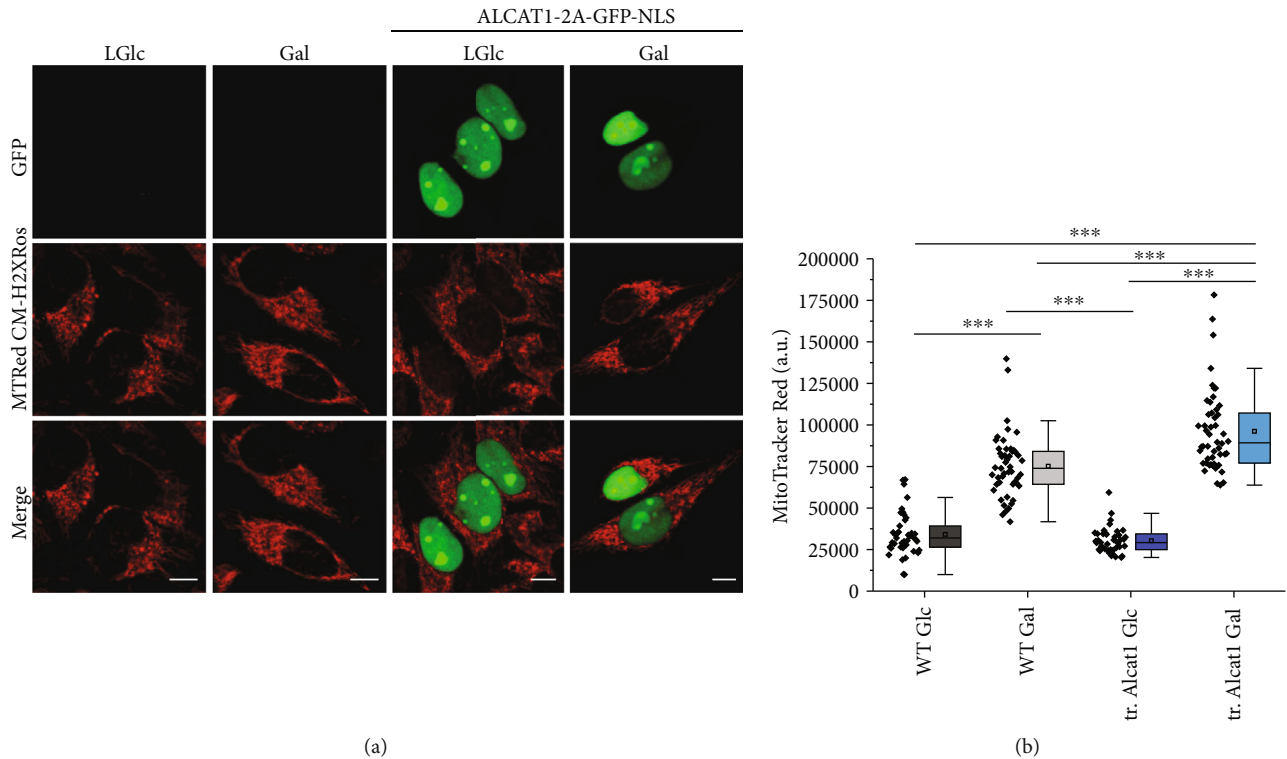 ALCAT1-2A-GFP-NLS
LGlc
Gal
LGlc
Gal
GFP
MTRed CM-H2XRos
Merge
(a)
***
***
***
***
***
200000
175000
150000
125000
100000
75000
50000
25000
0
MitoTracker Red (a.u.)
WT Glc
WT Gal
tr. Alcat1 Glc
tr. Alcat1 Gal
(b)